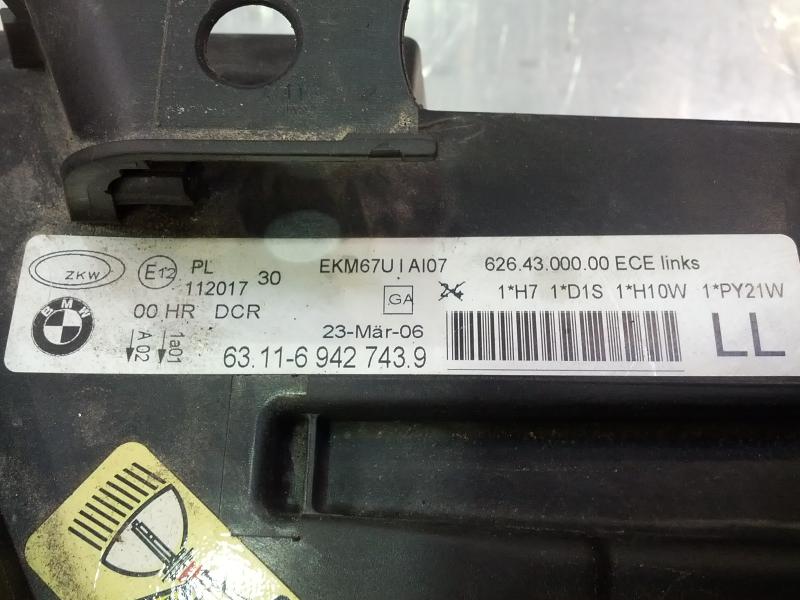 ZKW E12 PL 112017 30 EKM67U I AI07 626.43.000.00 ECE links
BMW 00 HR DCR GA 1*H7 1*D1S 1*H10W 1*PY21W
A 02 1a01 23-Mär-06 LL
63.11-6 942 743.9